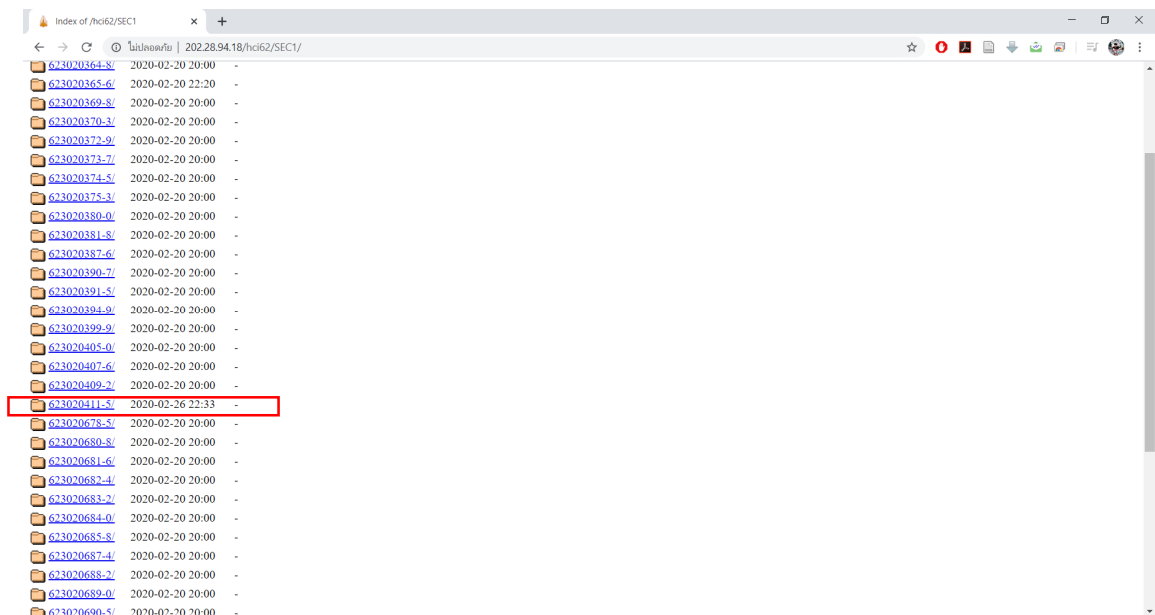 Index of /hci62/SEC1
ไม่ปลอดภัย | 202.28.94.18/hci62/SEC1/
623020364-8/ 2020-02-20 20:00 -
623020365-6/ 2020-02-20 22:20 -
623020369-8/ 2020-02-20 20:00 -
623020370-3/ 2020-02-20 20:00 -
623020372-9/ 2020-02-20 20:00 -
623020373-7/ 2020-02-20 20:00 -
623020374-5/ 2020-02-20 20:00 -
623020375-3/ 2020-02-20 20:00 -
623020380-0/ 2020-02-20 20:00 -
623020381-8/ 2020-02-20 20:00 -
623020387-6/ 2020-02-20 20:00 -
623020390-7/ 2020-02-20 20:00 -
623020391-5/ 2020-02-20 20:00 -
623020394-9/ 2020-02-20 20:00 -
623020399-9/ 2020-02-20 20:00 -
623020405-0/ 2020-02-20 20:00 -
623020407-6/ 2020-02-20 20:00 -
623020409-2/ 2020-02-20 20:00 -
623020411-5/ 2020-02-26 22:33 -
623020678-5/ 2020-02-20 20:00 -
623020680-8/ 2020-02-20 20:00 -
623020681-6/ 2020-02-20 20:00 -
623020682-4/ 2020-02-20 20:00 -
623020683-2/ 2020-02-20 20:00 -
623020684-0/ 2020-02-20 20:00 -
623020685-8/ 2020-02-20 20:00 -
623020687-4/ 2020-02-20 20:00 -
623020688-2/ 2020-02-20 20:00 -
623020689-0/ 2020-02-20 20:00 -
623020690-5/ 2020-02-20 20:00 -